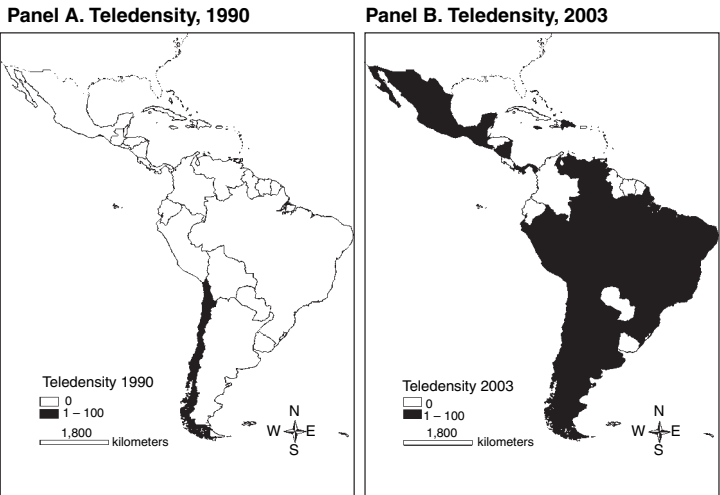 Panel A. Teledensity, 1990
Teledensity 1990
0
1 – 100
1,800
kilometers
N
W E
S
Panel B. Teledensity, 2003
Teledensity 2003
0
1 – 100
1,800
kilometers
N
W E
S